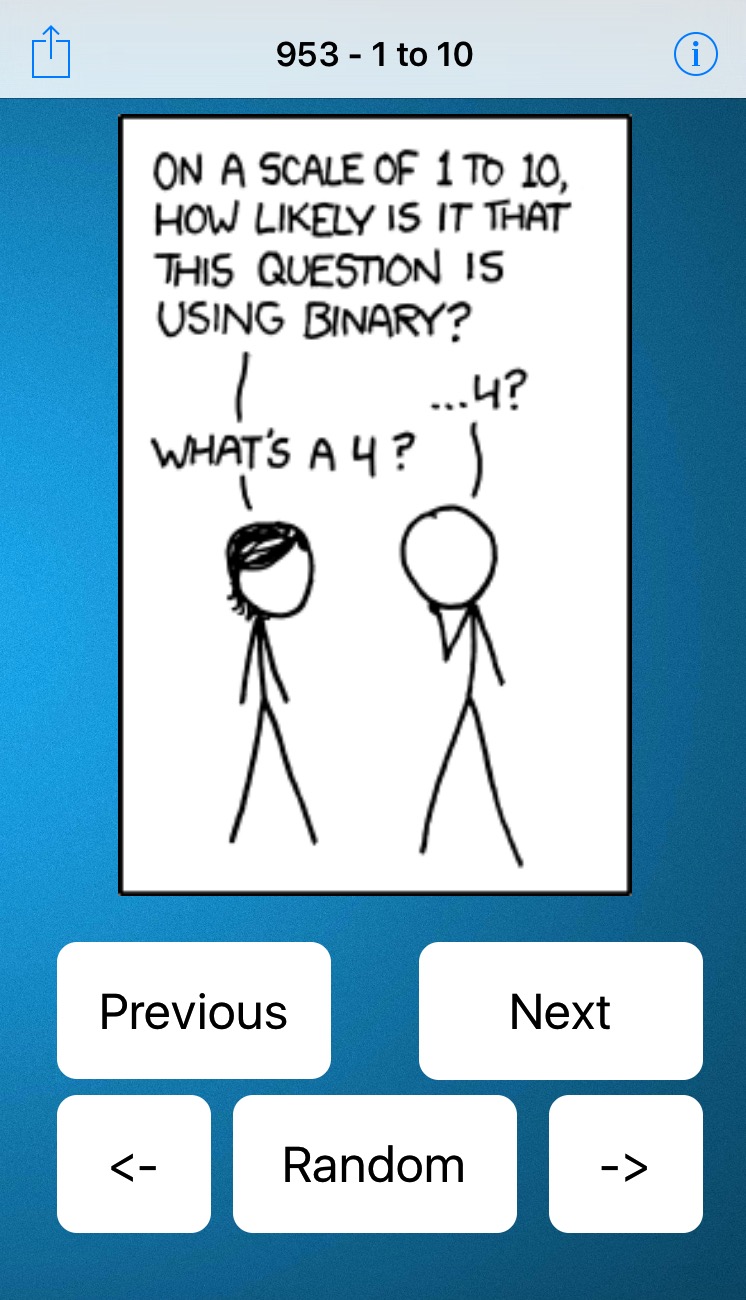 953 - 1 to 10
ON A SCALE OF 1 TO 10,
HOW LIKELY IS IT THAT
THIS QUESTION IS
USING BINARY?
...4?
WHAT'S A 4?
Previous
Next
<-
Random
->